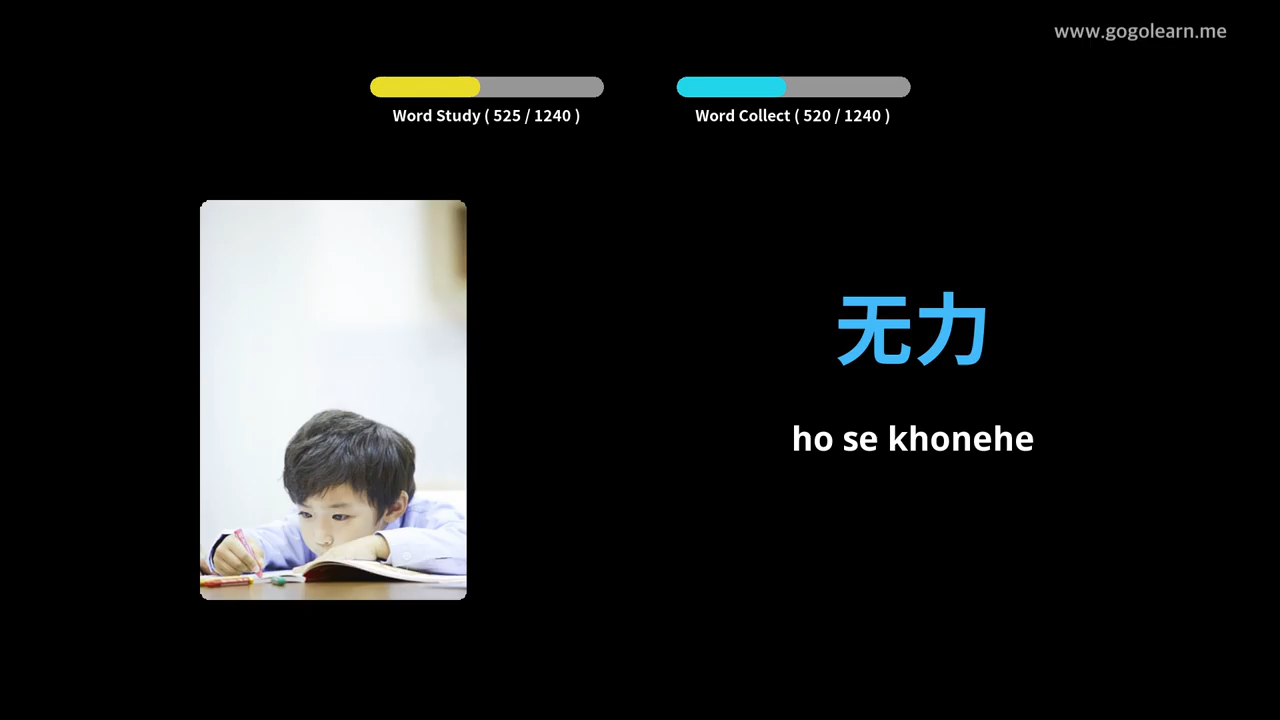 www.gogolearn.me
Word Study ( 525 / 1240 )
Word Collect ( 520 / 1240 )
无力
ho se khonehe